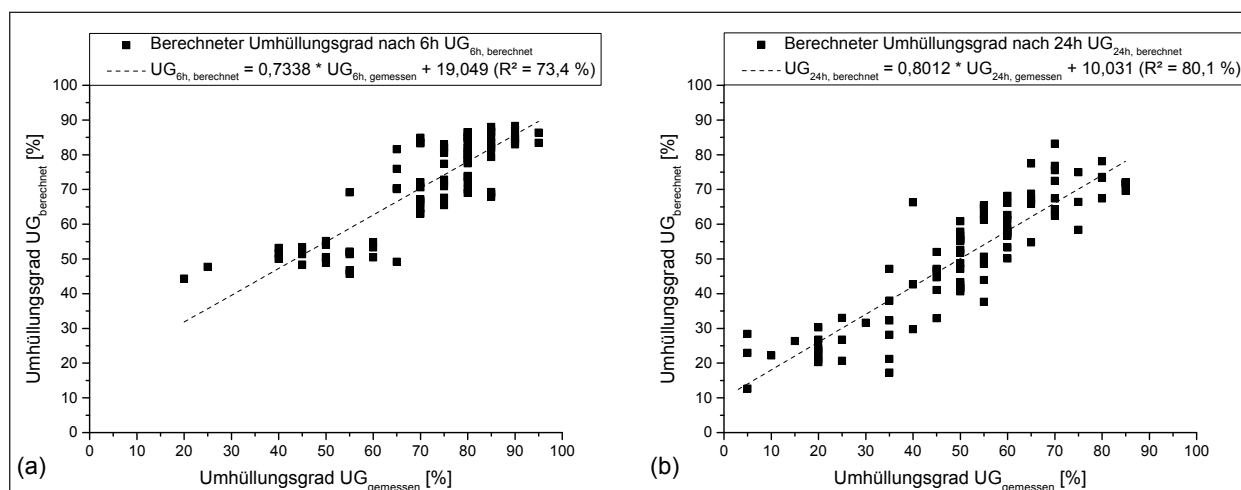 Berechneter Umhüllungsgrad nach 6h UG6h, berechnet
UG6h, berechnet = 0,7338 * UG6h, gemessen + 19,049 (R² = 73,4 %)
100
90
80
70
60
50
40
30
20
10
0
Umhüllungsgrad UGberechnet [%]
0 10 20 30 40 50 60 70 80 90 100
Umhüllungsgrad UGgemessen [%]
(a)
Berechneter Umhüllungsgrad nach 24h UG24h, berechnet
UG24h, berechnet = 0,8012 * UG24h, gemessen + 10,031 (R² = 80,1 %)
100
90
80
70
60
50
40
30
20
10
0
Umhüllungsgrad UGberechnet [%]
0 10 20 30 40 50 60 70 80 90 100
Umhüllungsgrad UGgemessen [%]
(b)